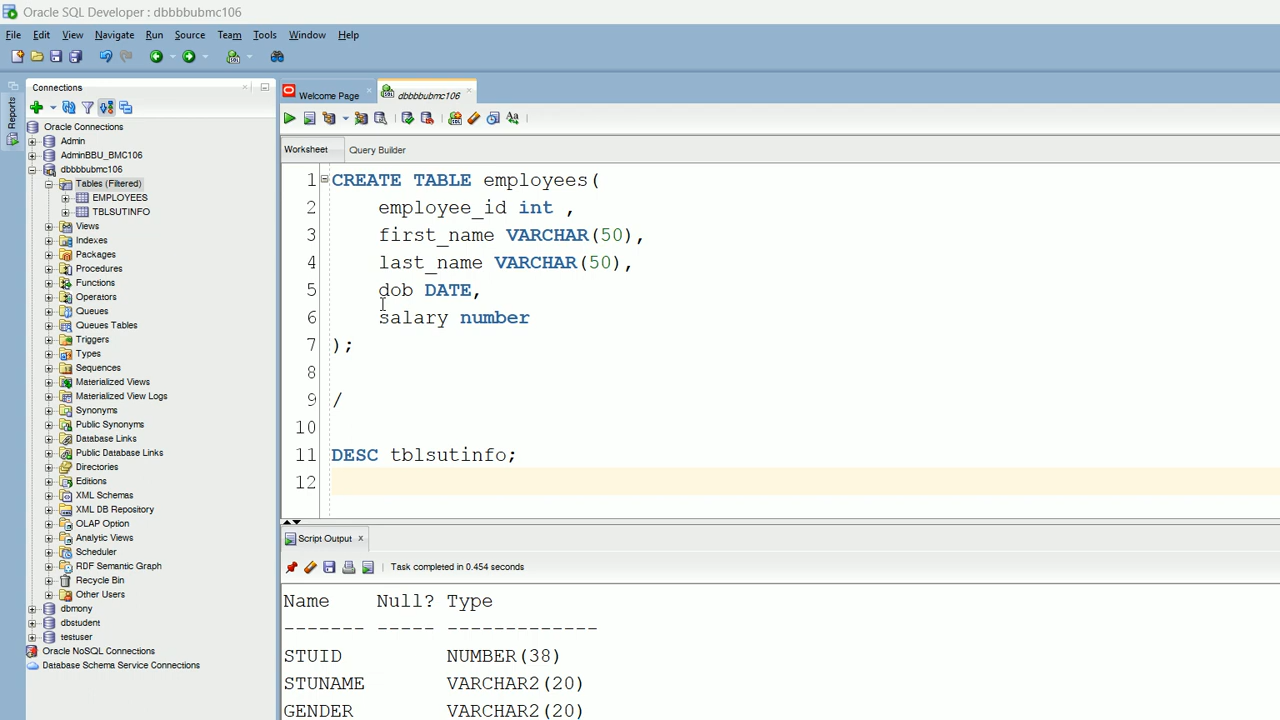 Oracle SQL Developer : dbbbbubmc106
File Edit View Navigate Run Source Team Tools Window Help
Connections
Reports
Oracle Connections
Admin
AdminBBU_BMC106
dbbbbubmc106
Tables (Filtered)
EMPLOYEES
TBLSUTINFO
Views
Indexes
Packages
Procedures
Functions
Operators
Queues
Queues Tables
Triggers
Types
Sequences
Materialized Views
Materialized View Logs
Synonyms
Public Synonyms
Database Links
Public Database Links
Directories
Editions
XML Schemas
XML DB Repository
OLAP Option
Analytic Views
Scheduler
RDF Semantic Graph
Recycle Bin
Other Users
dbmony
dbstudent
testuser
Oracle NoSQL Connections
Database Schema Service Connections
Welcome Page dbbbbubmc106
Worksheet Query Builder
1 CREATE TABLE employees(
2 employee_id int ,
3 first_name VARCHAR(50),
4 last_name VARCHAR(50),
5 dob DATE,
6 salary number
7 );
8
9 /
10
11 DESC tblsutinfo;
12
Script Output
Task completed in 0.454 seconds
Name Null? Type
------- ----- -------------
STUID NUMBER(38)
STUNAME VARCHAR2(20)
GENDER VARCHAR2(20)